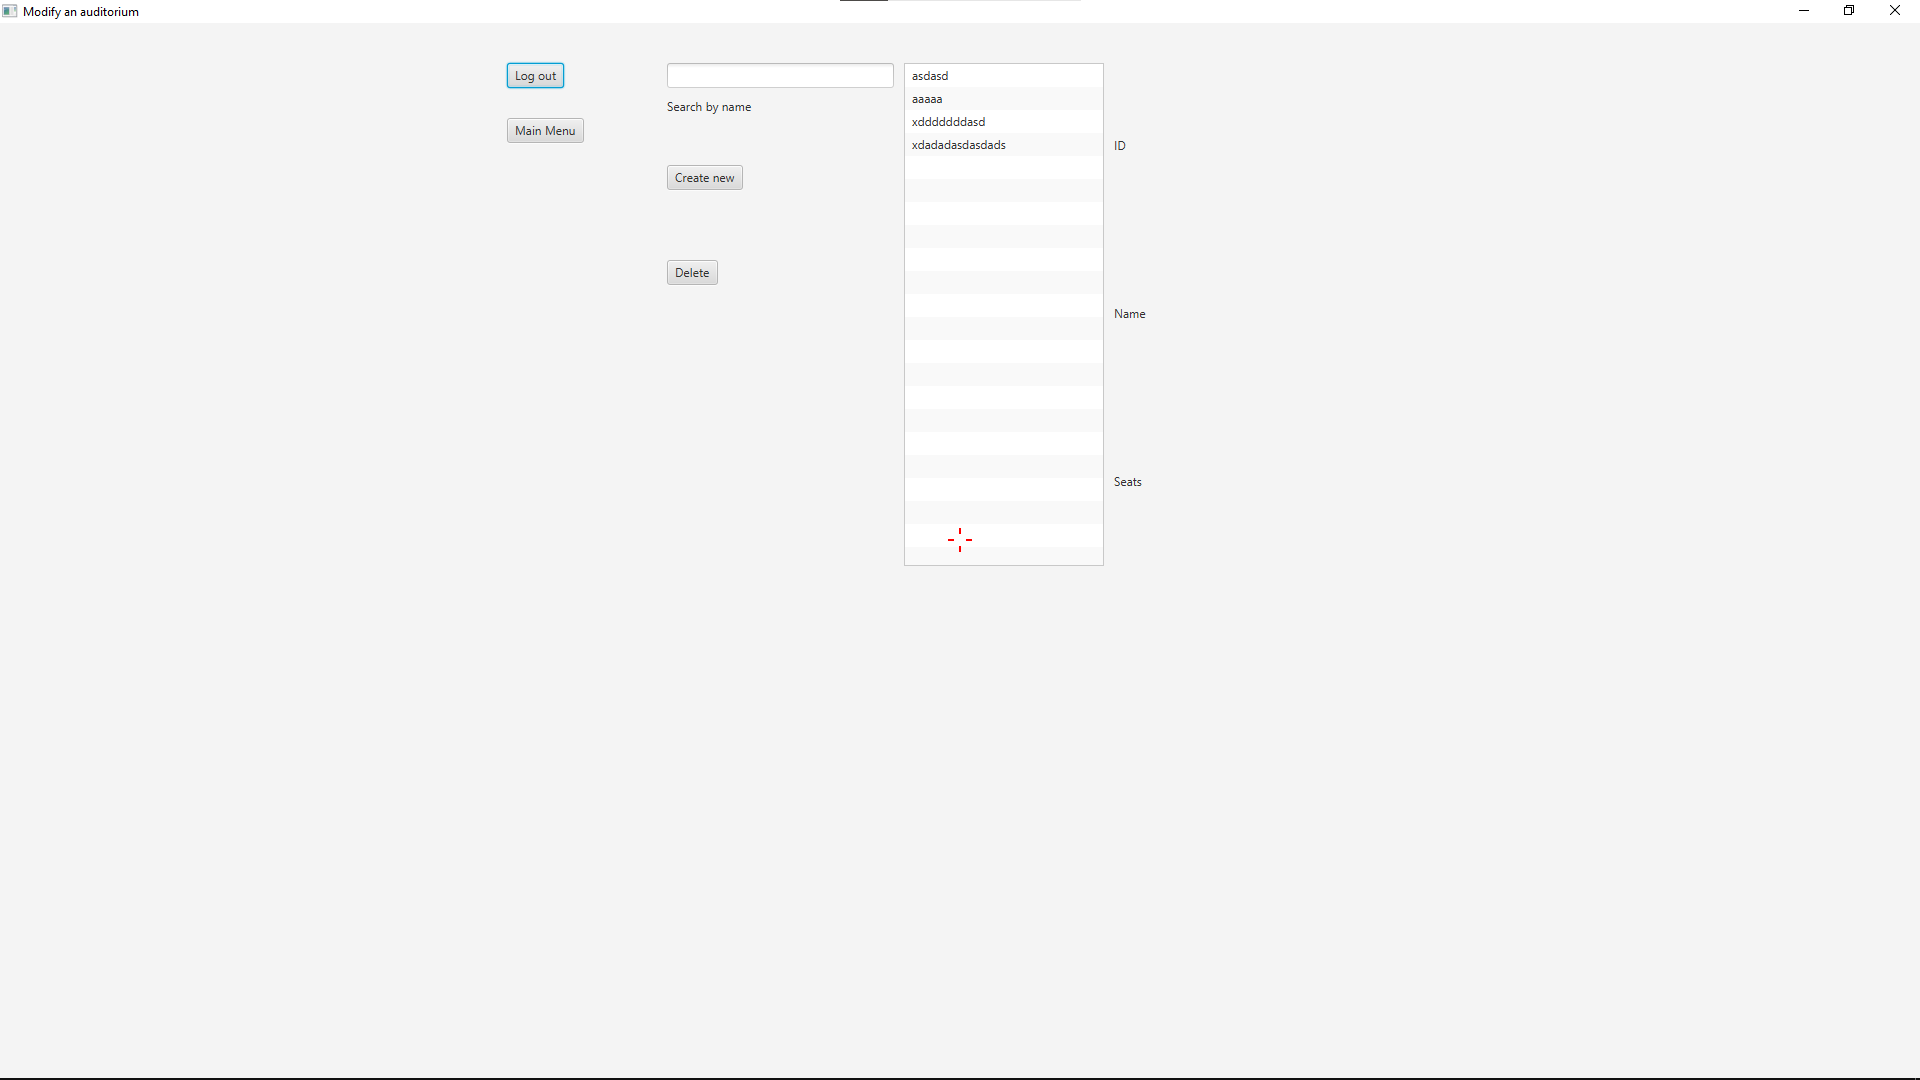 Modify an auditorium
Log out
Main Menu
Search by name
Create new
Delete
asdasd
aaaaa
xdddddddasd
xdadadasdasdads
ID
Name
Seats